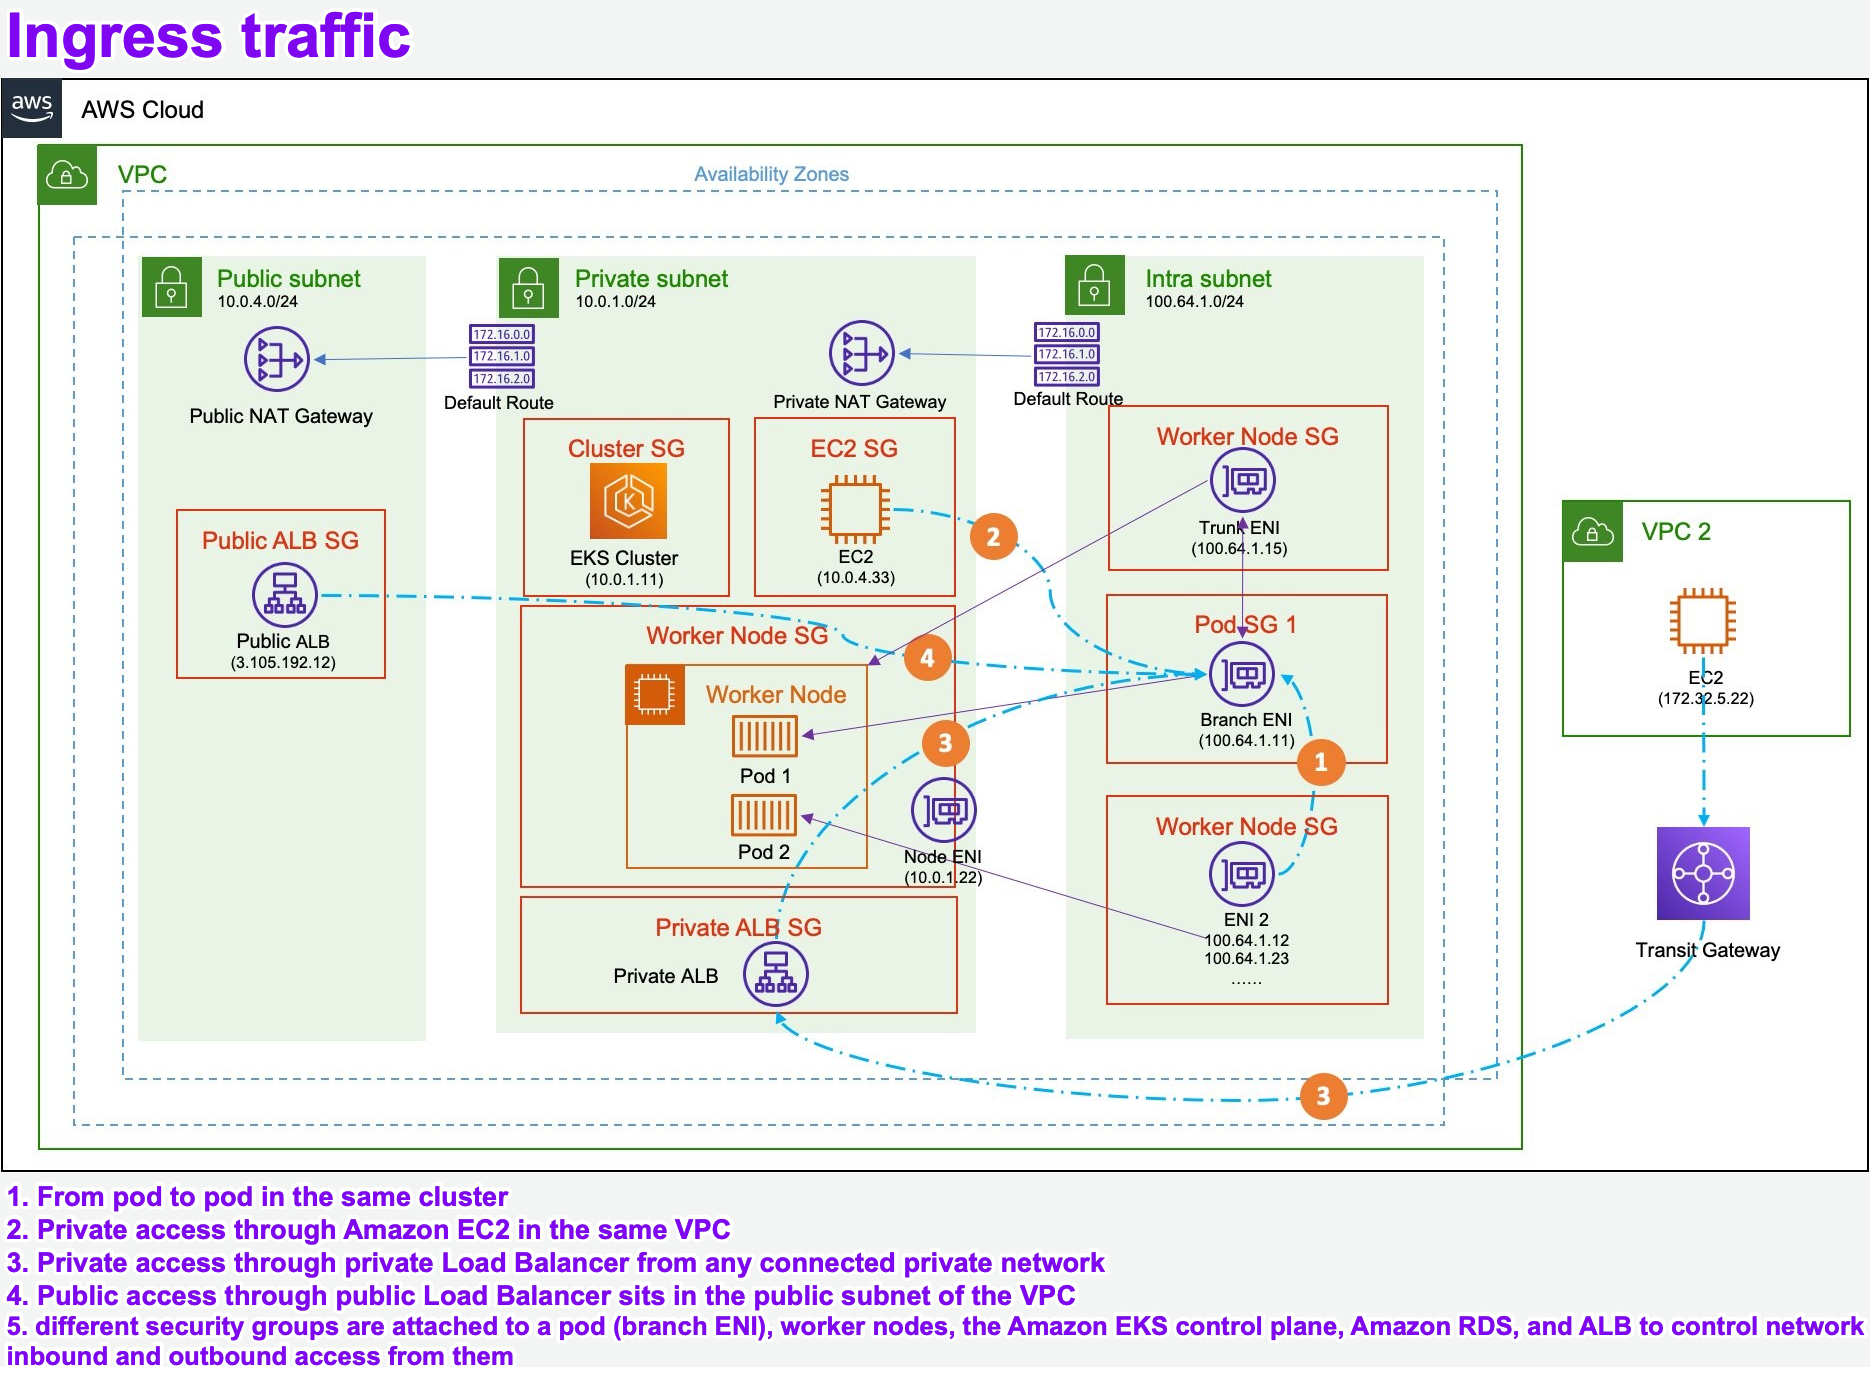 Ingress traffic
aws
AWS Cloud
VPC
Availability Zones
Public subnet
10.0.4.0/24
Private subnet
10.0.1.0/24
Intra subnet
100.64.1.0/24
172.16.0.0
172.16.1.0
172.16.2.0
Default Route
172.16.0.0
172.16.1.0
172.16.2.0
Default Route
Public NAT Gateway
Private NAT Gateway
Cluster SG
EKS Cluster
(10.0.1.11)
EC2 SG
EC2
(10.0.4.33)
Worker Node SG
Trunk ENI
(100.64.1.15)
2
Public ALB SG
Public ALB
(3.105.192.12)
Worker Node SG
4
Pod SG 1
Branch ENI
(100.64.1.11)
VPC 2
EC2
(172.32.5.22)
Worker Node
Pod 1
Pod 2
3
1
Node ENI
(10.0.1.22)
Worker Node SG
ENI 2
100.64.1.12
100.64.1.23
......
Private ALB SG
Private ALB
Transit Gateway
3
1. From pod to pod in the same cluster
2. Private access through Amazon EC2 in the same VPC
3. Private access through private Load Balancer from any connected private network
4. Public access through public Load Balancer sits in the public subnet of the VPC
5. different security groups are attached to a pod (branch ENI), worker nodes, the Amazon EKS control plane, Amazon RDS, and ALB to control network
inbound and outbound access from them